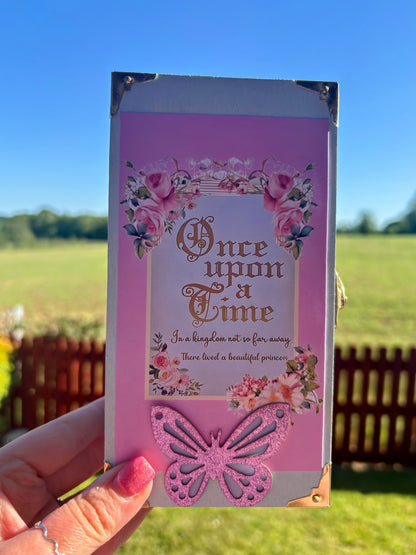 Once
upon
a
Time
In a kingdom not so far away
There lived a beautiful princess